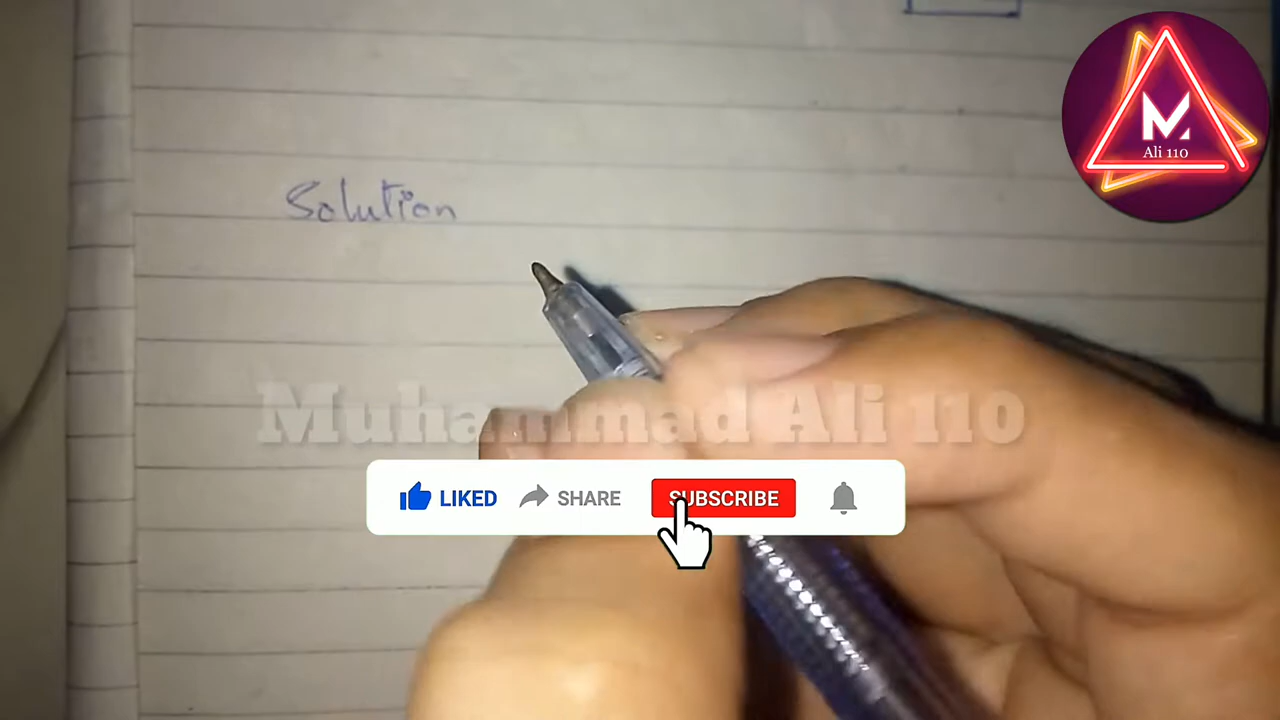 M
Ali 110
Solution
Muhammad Ali 110
LIKED SHARE SUBSCRIBE